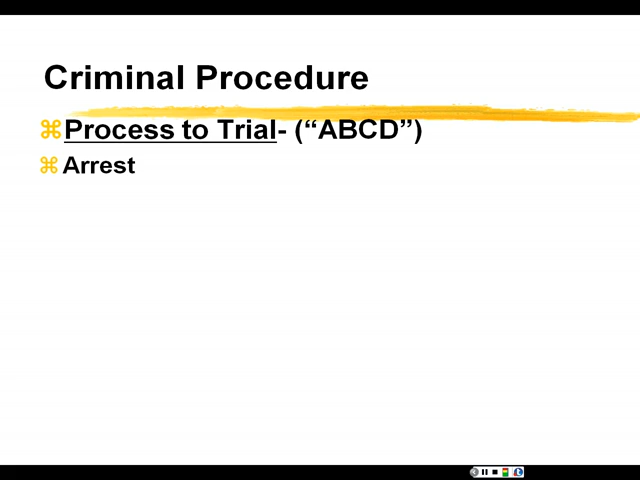 Criminal Procedure
⌘Process to Trial- (“ABCD”)
⌘Arrest